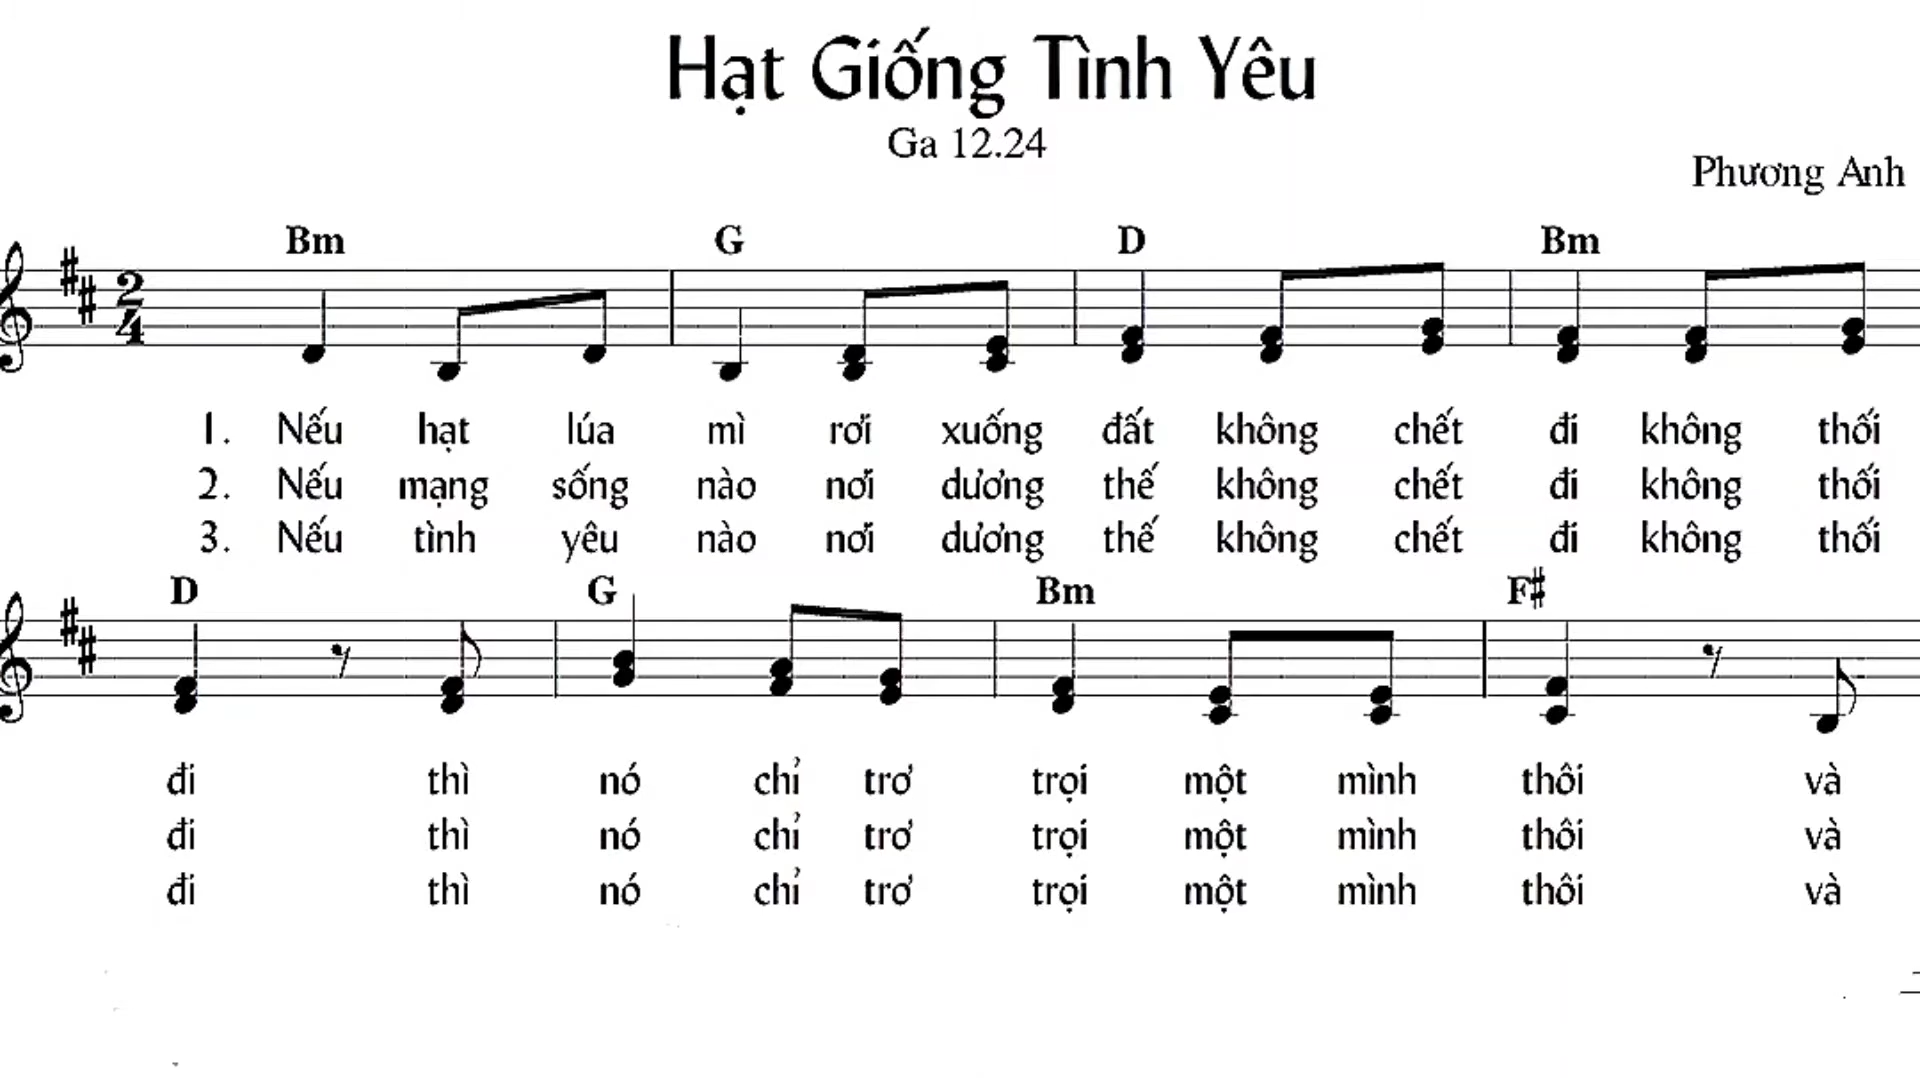 Hạt Giống Tình Yêu
Ga 12.24
Phương Anh
Bm G D Bm
2
4
1. Nếu hạt lúa mì rơi xuống đất không chết đi không thối
2. Nếu mạng sống nào nơi dương thế không chết đi không thối
3. Nếu tình yêu nào nơi dương thế không chết đi không thối
D G Bm F♯
đi thì nó chỉ trơ trọi một mình thôi và
đi thì nó chỉ trơ trọi một mình thôi và
đi thì nó chỉ trơ trọi một mình thôi và